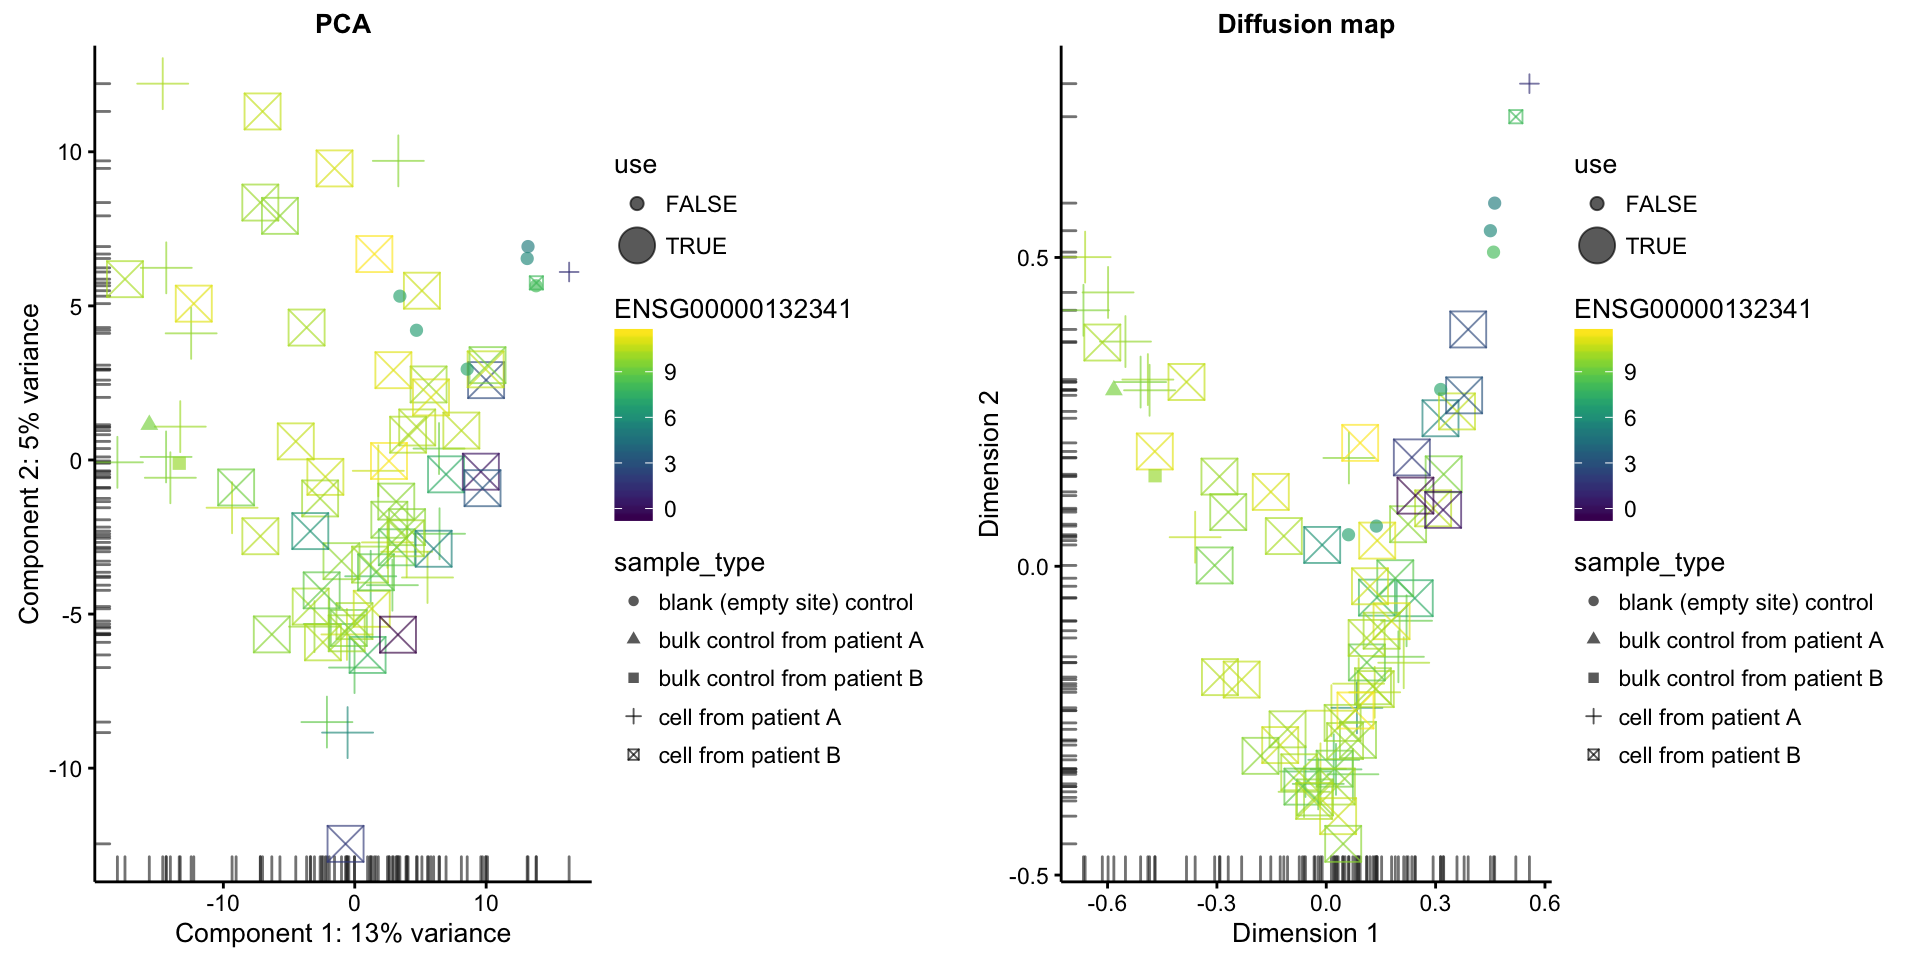 PCA
Component 2: 5% variance
10
5
0
-5
-10
-10
0
10
Component 1: 13% variance
use
FALSE
TRUE
ENSG00000132341
9
6
3
0
sample_type
blank (empty site) control
bulk control from patient A
bulk control from patient B
cell from patient A
cell from patient B
Diffusion map
Dimension 2
0.5
0.0
-0.5
-0.6
-0.3
0.0
0.3
0.6
Dimension 1
use
FALSE
TRUE
ENSG00000132341
9
6
3
0
sample_type
blank (empty site) control
bulk control from patient A
bulk control from patient B
cell from patient A
cell from patient B